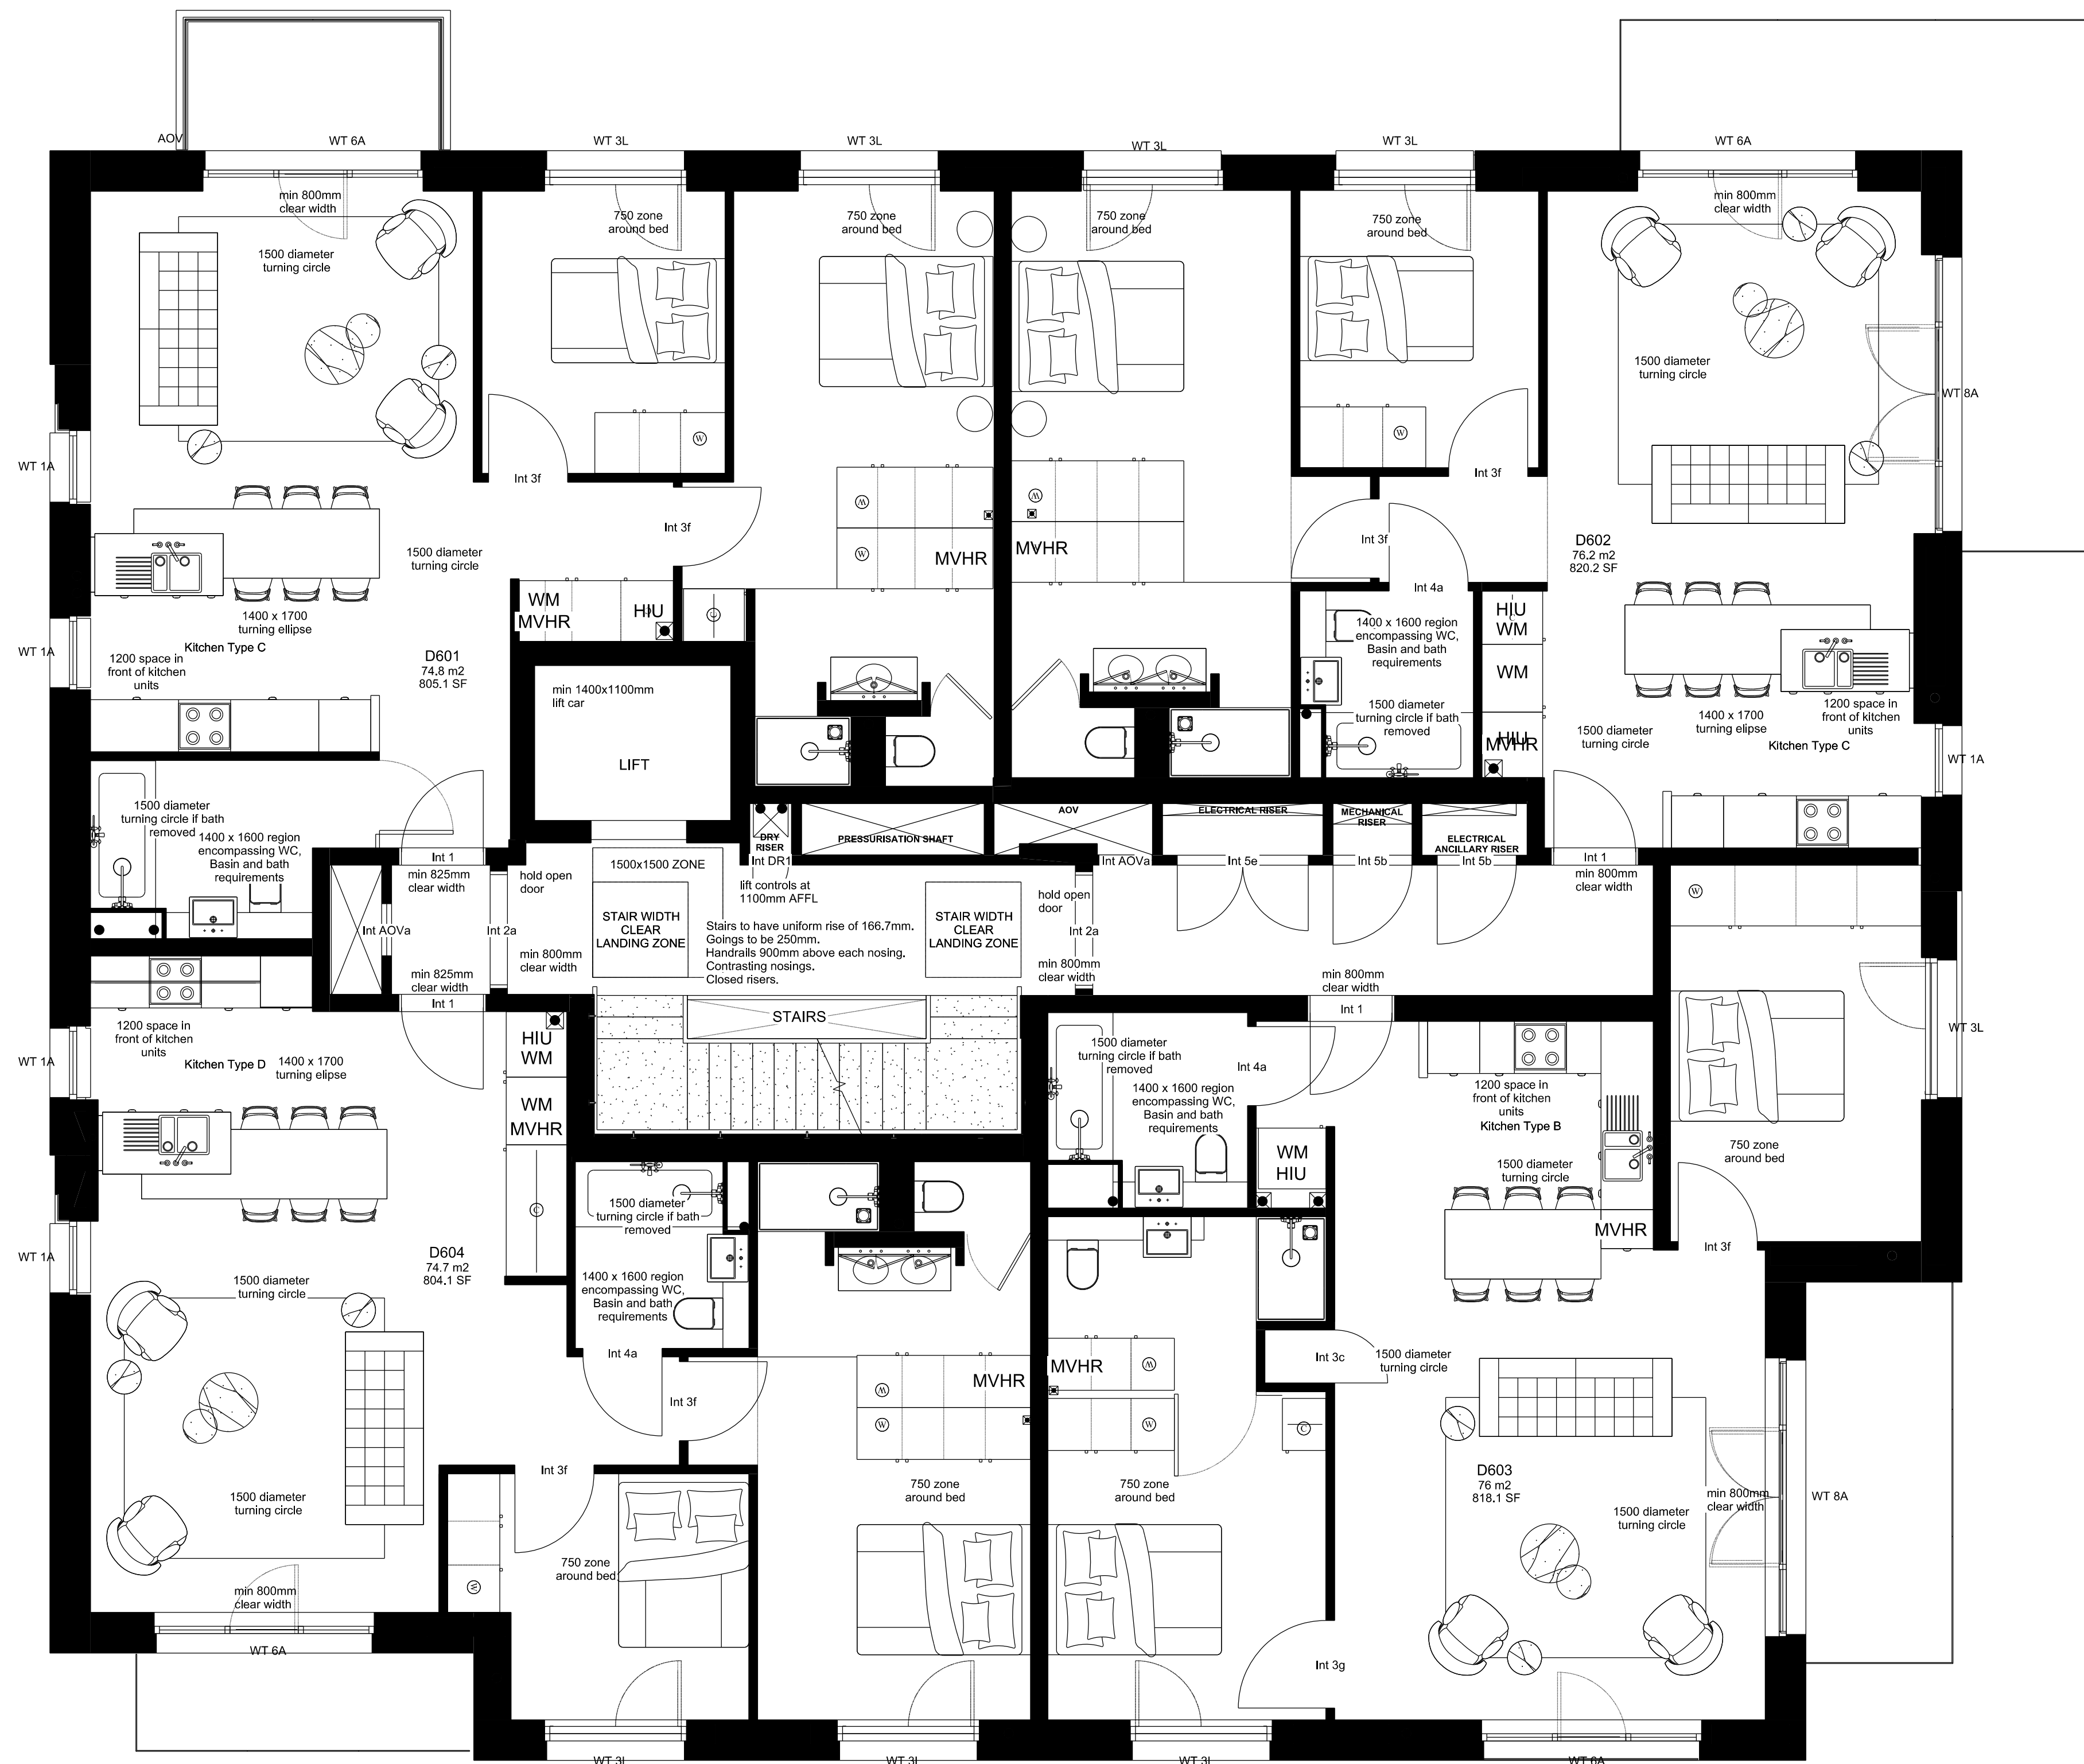 AOV
WT 6A
WT 3L
WT 3L
WT 3L
WT 3L
WT 6A
min 800mm
clear width
750 zone
around bed
750 zone
around bed
750 zone
around bed
750 zone
around bed
min 800mm
clear width
1500 diameter
turning circle
1500 diameter
turning circle
WT 8A
W
W
WT 1A
Int 3f
Int 3f
W
W
MVHR
W
MVHR
Int 3f
Int 3f
1500 diameter
turning circle
D602
76.2 m2
820.2 SF
Int 4a
WM
MVHR
HIU
C
HIU
WM
WM
HIU
MVHR
1400 x 1700
turning elipse
Kitchen Type C
1200 space in
front of kitchen
units
WT 1A
D601
74.8 m2
805.1 SF
1400 x 1600 region
encompassing WC,
Basin and bath
requirements
1500 diameter
turning circle if bath
removed
min 1400x1100mm
lift car
LIFT
1500 diameter
turning circle
1400 x 1700
turning elipse
1200 space in
front of kitchen
units
Kitchen Type C
WT 1A
1500 diameter
turning circle if bath
removed
1400 x 1600 region
encompassing WC,
Basin and bath
requirements
DRY
RISER
PRESSURISATION SHAFT
AOV
ELECTRICAL RISER
MECHANICAL
RISER
ELECTRICAL
ANCILLARY RISER
Int 1
min 825mm
clear width
hold open
door
1500x1500 ZONE
Int DR1
lift controls at
1100mm AFFL
Int AOVa
Int 5e
Int 5b
Int 5b
Int 1
min 800mm
clear width
W
Int AOVa
Int 2a
STAIR WIDTH
CLEAR
LANDING ZONE
Stairs to have uniform rise of 166.7mm.
Goings to be 250mm.
Handrails 900mm above each nosing.
Contrasting nosings.
Closed risers.
STAIR WIDTH
CLEAR
LANDING ZONE
hold open
door
Int 2a
min 800mm
clear width
min 800mm
clear width
min 825mm
clear width
Int 1
min 800mm
clear width
Int 1
STAIRS
WT 3L
1200 space in
front of kitchen
units
Kitchen Type D
1400 x 1700
turning elipse
WT 1A
HIU
WM
WM
MVHR
C
1500 diameter
turning circle if bath
removed
1400 x 1600 region
encompassing WC,
Basin and bath
requirements
Int 4a
WM
HIU
1200 space in
front of kitchen
units
Kitchen Type B
1500 diameter
turning circle
MVHR
750 zone
around bed
Int 3f
WT 1A
D604
74.7 m2
804.1 SF
1500 diameter
turning circle
1500 diameter
turning circle if bath
removed
1400 x 1600 region
encompassing WC,
Basin and bath
requirements
Int 4a
Int 3f
MVHR
W
W
MVHR
W
W
C
Int 3c
1500 diameter
turning circle
Int 3f
1500 diameter
turning circle
750 zone
around bed
W
750 zone
around bed
750 zone
around bed
D603
76 m2
818.1 SF
1500 diameter
turning circle
min 800mm
clear width
WT 8A
min 800mm
clear width
WT 6A
Int 3g
WT 3L
WT 3L
WT 3L
WT 6A